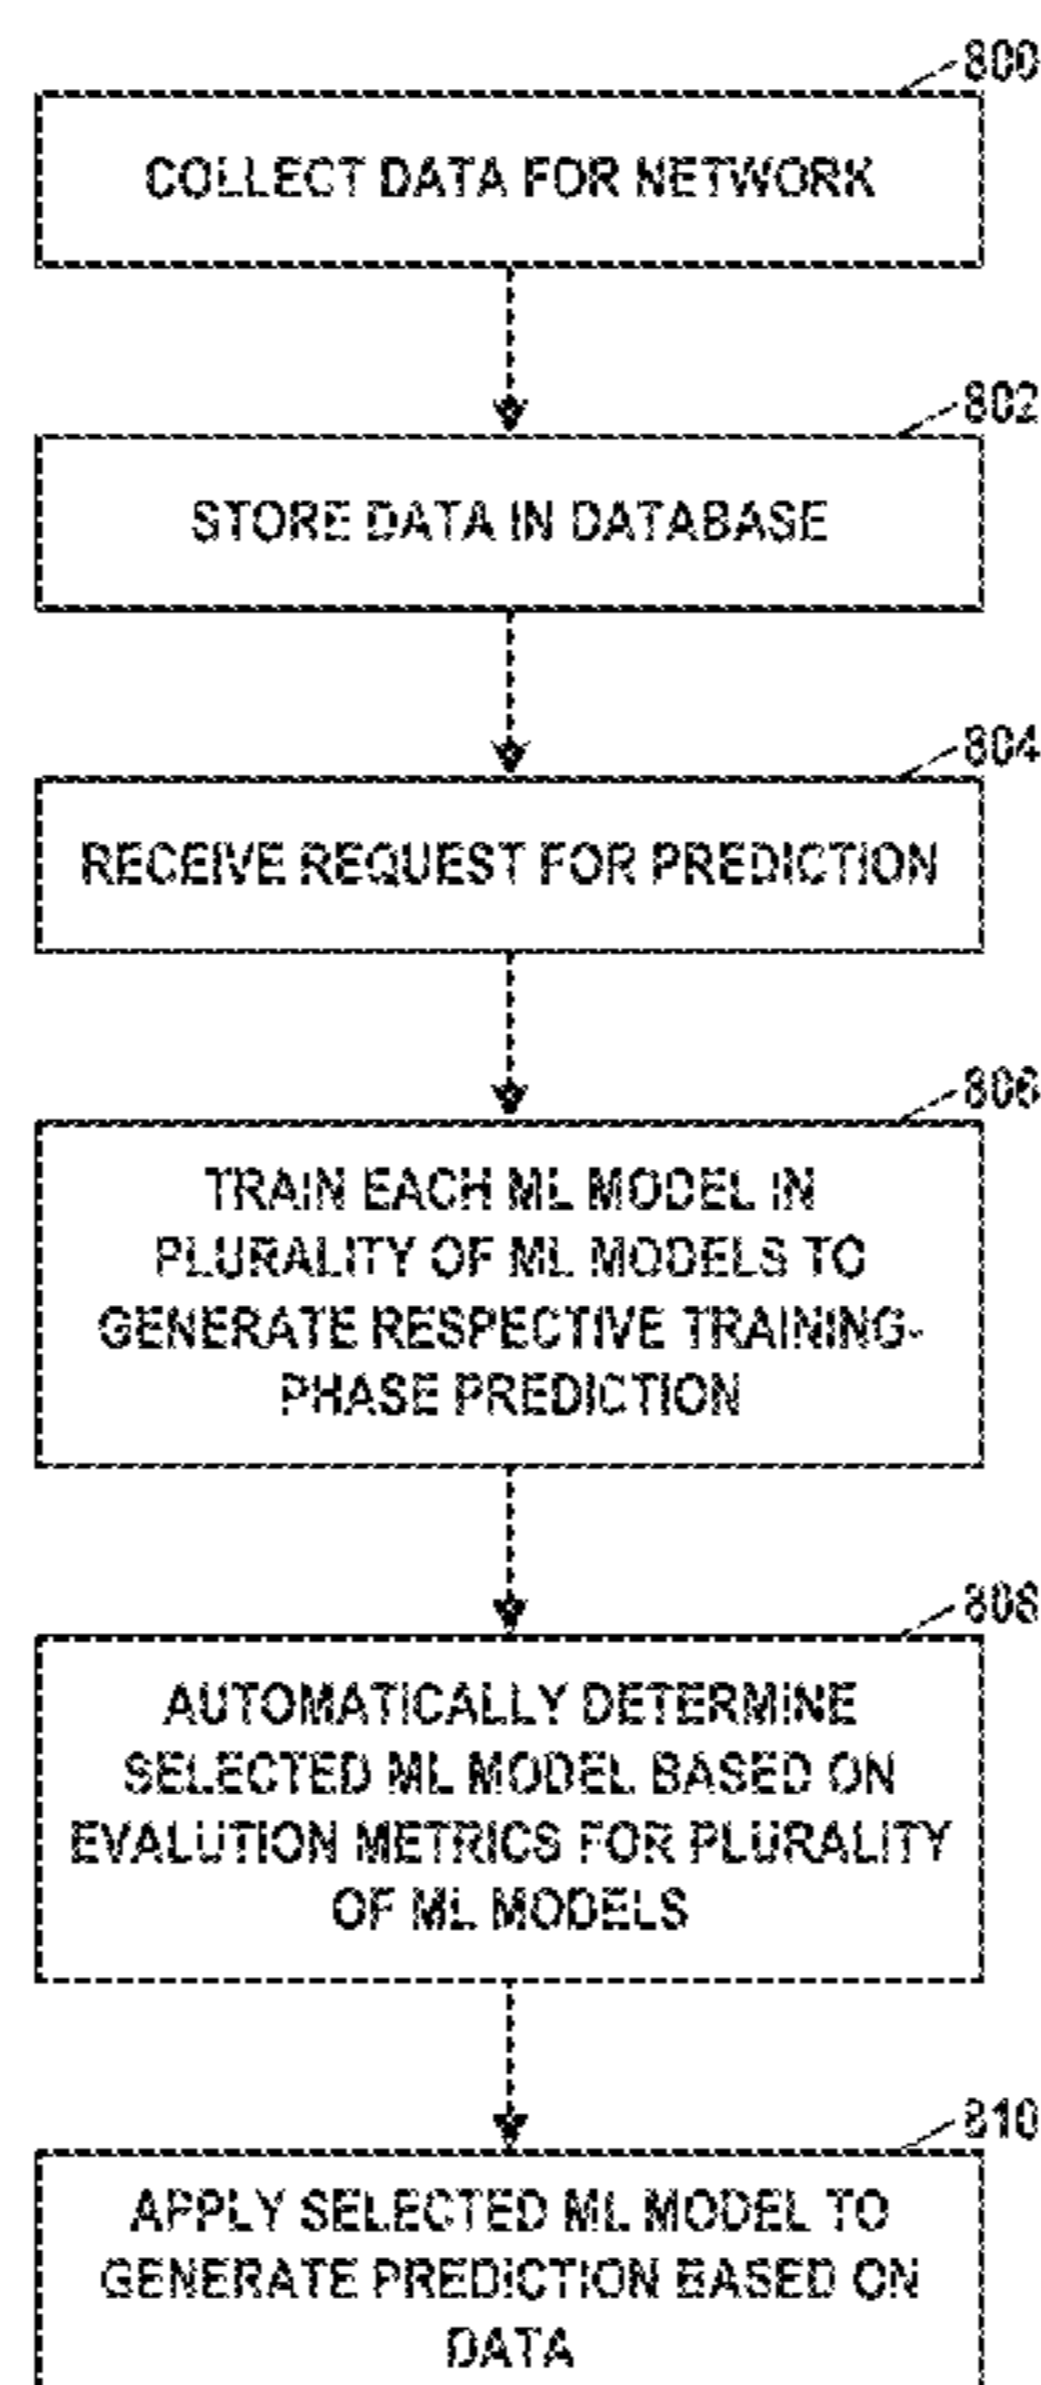 800
COLLECT DATA FOR NETWORK
802
STORE DATA IN DATABASE
804
RECEIVE REQUEST FOR PREDICTION
806
TRAIN EACH ML MODEL IN
PLURALITY OF ML MODELS TO
GENERATE RESPECTIVE TRAINING-
PHASE PREDICTION
808
AUTOMATICALLY DETERMINE
SELECTED ML MODEL BASED ON
EVALUTION METRICS FOR PLURALITY
OF ML MODELS
810
APPLY SELECTED ML MODEL TO
GENERATE PREDICTION BASED ON
DATA